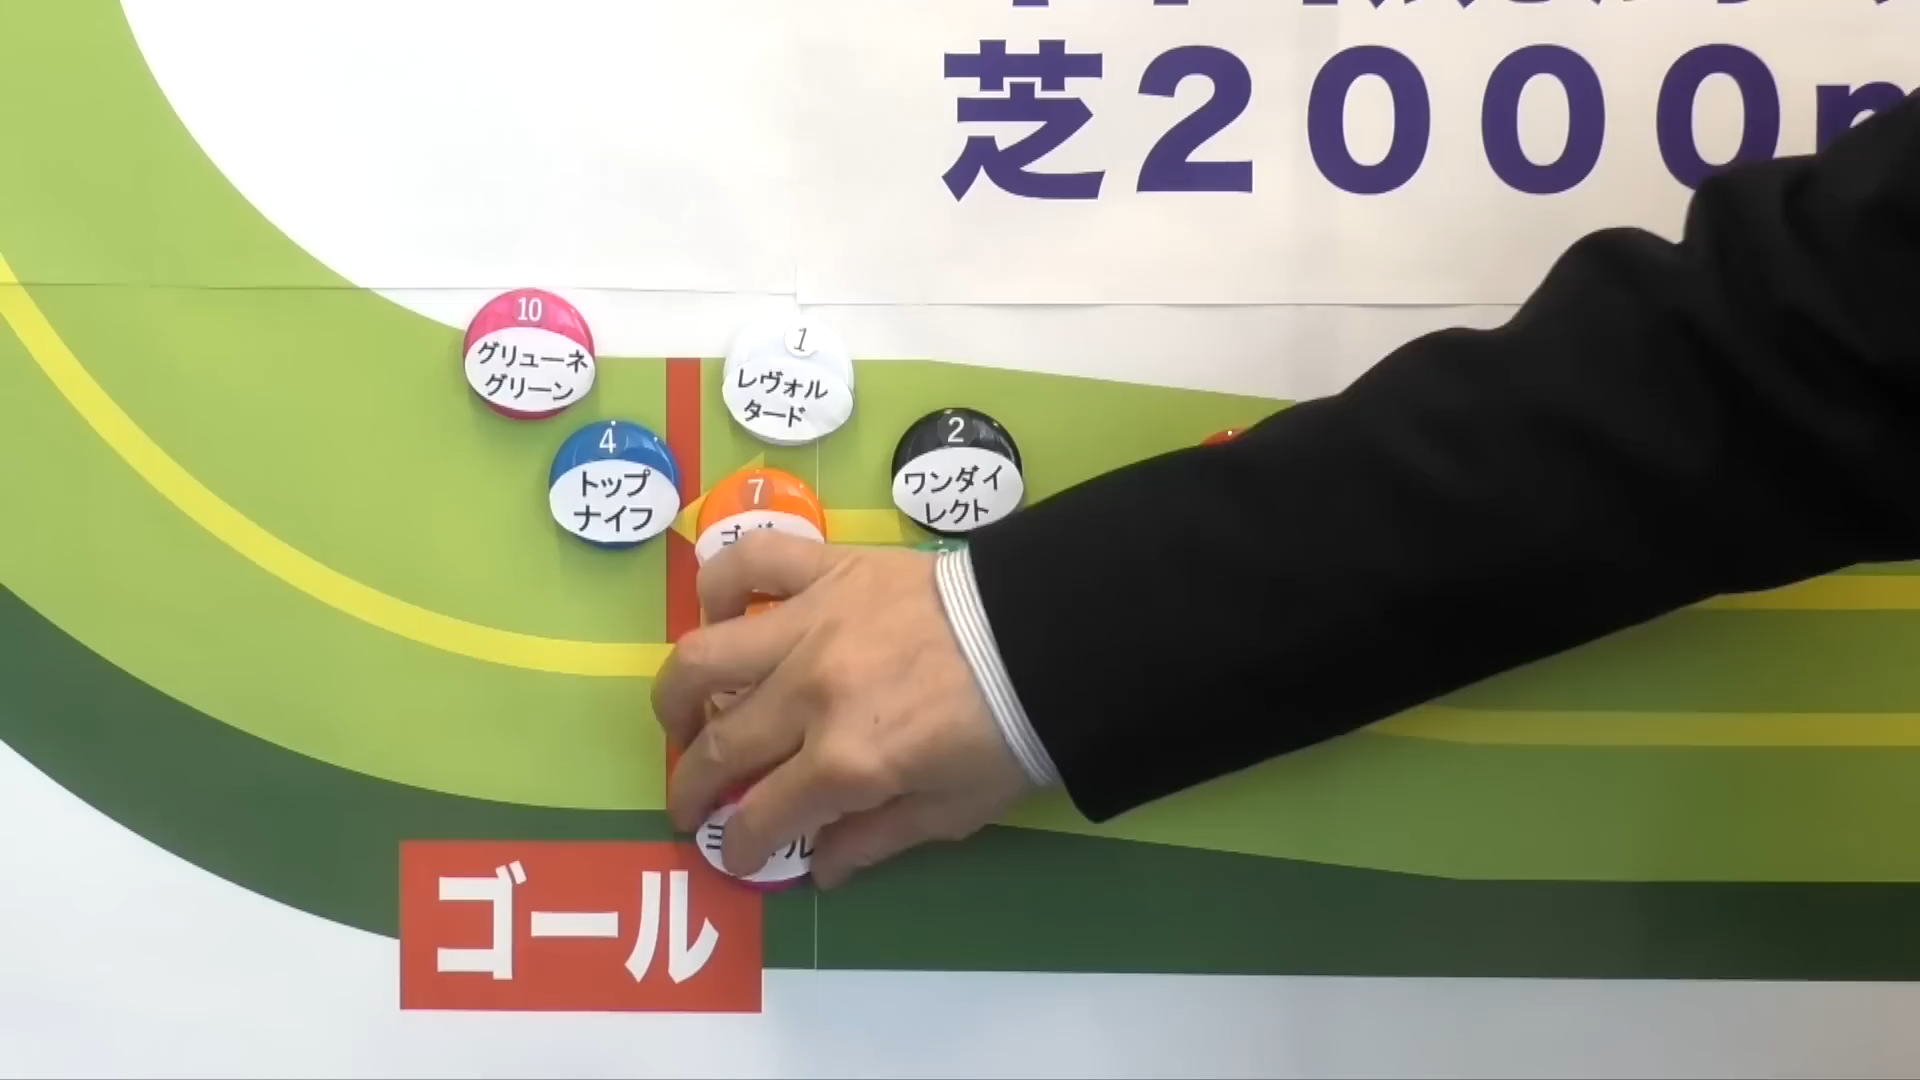 芝2000m
10
グリューネ
グリーン
1
レヴォル
タード
4
トップ
ナイフ
7
2
ワンダイ
レクト
ゴール